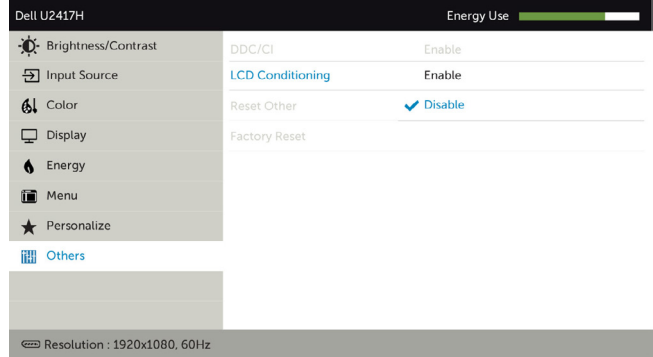 Dell U2417H Energy Use
Brightness/Contrast DDC/CI Enable
Input Source LCD Conditioning Enable
Color Reset Other Disable
Display Factory Reset
Energy
Menu
Personalize
Others
Resolution : 1920x1080, 60Hz